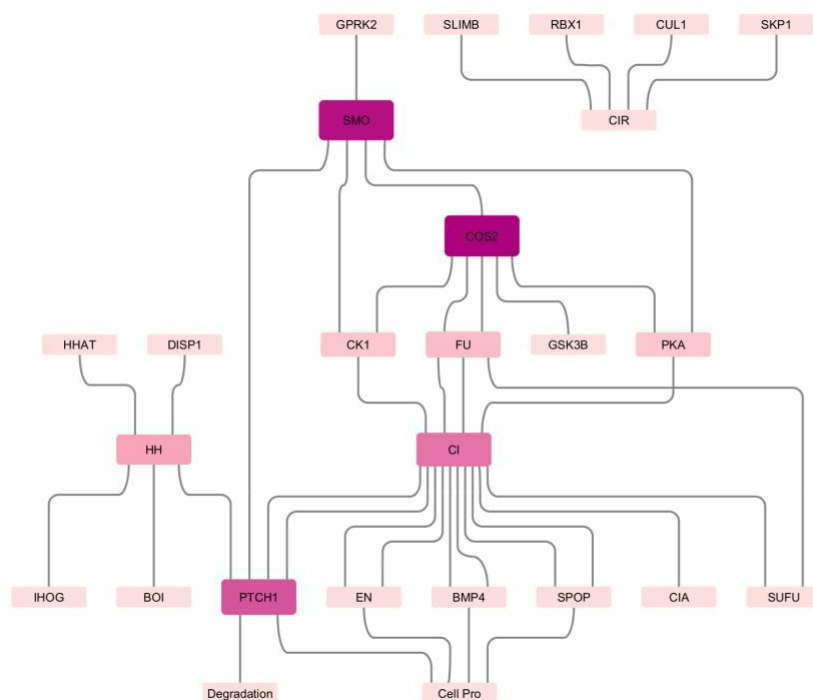 GPRK2 SLIMB RBX1 CUL1 SKP1
SMO CIR
COS2
HHAT DISP1 CK1 FU GSK3B PKA
HH CI
IHOG BOI PTCH1 EN BMP4 SPOP CIA SUFU
Degradation Cell Pro